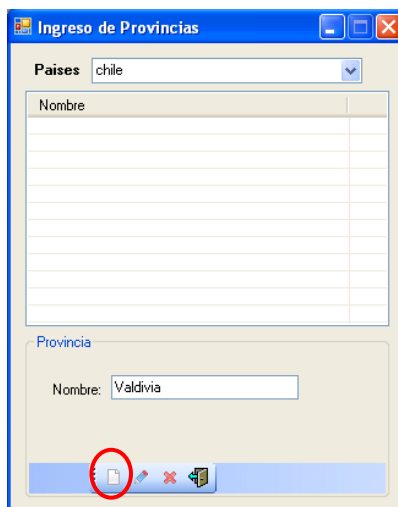 Ingreso de Provincias
Paises chile
Nombre
Provincia
Nombre: Valdivia